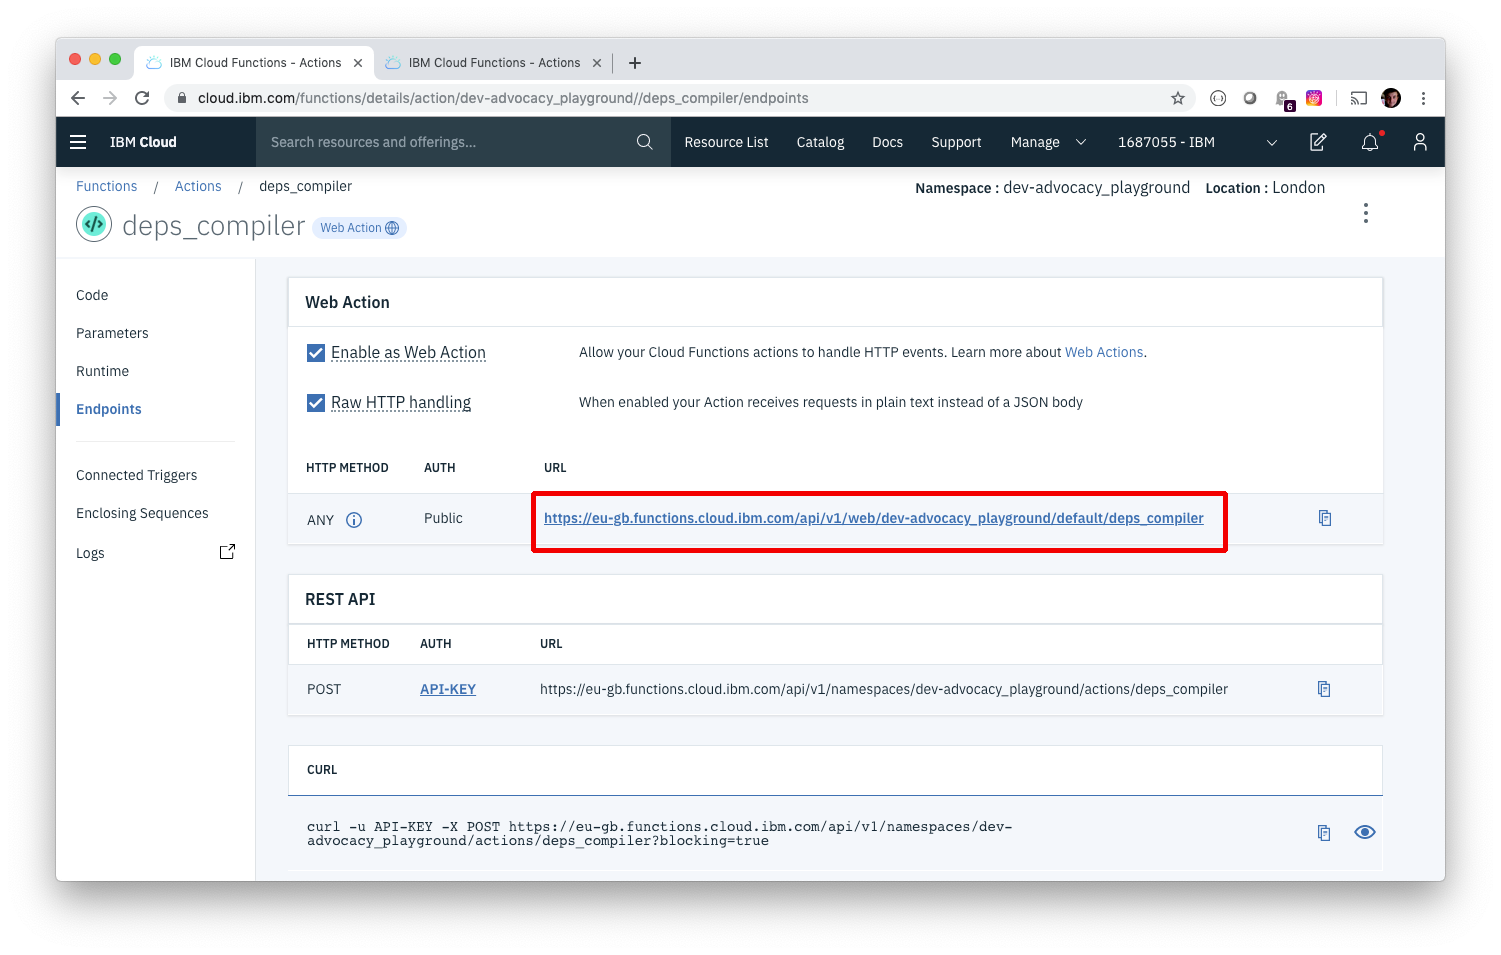 IBM Cloud Functions - Actions
IBM Cloud Functions - Actions
cloud.ibm.com/functions/details/action/dev-advocacy_playground//deps_compiler/endpoints
6
IBM Cloud
Search resources and offerings...
Resource List
Catalog
Docs
Support
Manage
1687055 - IBM
Functions / Actions / deps_compiler
Namespace : dev-advocacy_playground Location : London
deps_compiler
Web Action
Code
Parameters
Runtime
Endpoints
Connected Triggers
Enclosing Sequences
Logs
Web Action
Enable as Web Action
Allow your Cloud Functions actions to handle HTTP events. Learn more about Web Actions.
Raw HTTP handling
When enabled your Action receives requests in plain text instead of a JSON body
HTTP METHOD AUTH URL
ANY Public https://eu-gb.functions.cloud.ibm.com/api/v1/web/dev-advocacy_playground/default/deps_compiler
REST API
HTTP METHOD AUTH URL
POST API-KEY https://eu-gb.functions.cloud.ibm.com/api/v1/namespaces/dev-advocacy_playground/actions/deps_compiler
CURL
curl -u API-KEY -X POST https://eu-gb.functions.cloud.ibm.com/api/v1/namespaces/dev-
advocacy_playground/actions/deps_compiler?blocking=true